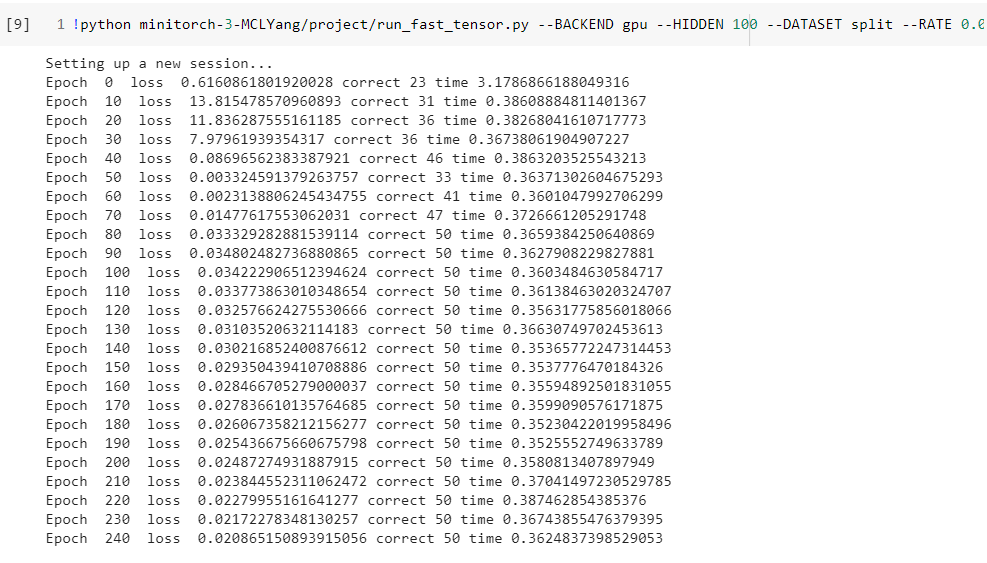 [9] 1 !python minitorch-3-MCLYang/project/run_fast_tensor.py --BACKEND gpu --HIDDEN 100 --DATASET split --RATE 0.0
Setting up a new session...
Epoch 0 loss 0.6160861801920028 correct 23 time 3.1786866188049316
Epoch 10 loss 13.815478570960893 correct 31 time 0.38608884811401367
Epoch 20 loss 11.836287555161185 correct 36 time 0.38268041610717773
Epoch 30 loss 7.97961939354317 correct 36 time 0.36738061904907227
Epoch 40 loss 0.08696562383387921 correct 46 time 0.3863203525543213
Epoch 50 loss 0.003324591379263757 correct 33 time 0.36371302604675293
Epoch 60 loss 0.0023138806245434755 correct 41 time 0.3601047992706299
Epoch 70 loss 0.01477617553062031 correct 47 time 0.3726661205291748
Epoch 80 loss 0.033329282881539114 correct 50 time 0.3659384250640869
Epoch 90 loss 0.034802482736880865 correct 50 time 0.3627908229827881
Epoch 100 loss 0.034222906512394624 correct 50 time 0.3603484630584717
Epoch 110 loss 0.033773863010348654 correct 50 time 0.36138463020324707
Epoch 120 loss 0.032576624275530666 correct 50 time 0.35631775856018066
Epoch 130 loss 0.03103520632114183 correct 50 time 0.36630749702453613
Epoch 140 loss 0.030216852400876612 correct 50 time 0.35365772247314453
Epoch 150 loss 0.029350439410708886 correct 50 time 0.3537776470184326
Epoch 160 loss 0.028466705279000037 correct 50 time 0.35594892501831055
Epoch 170 loss 0.027836610135764685 correct 50 time 0.3599090576171875
Epoch 180 loss 0.026067358212156277 correct 50 time 0.35230422019958496
Epoch 190 loss 0.025436675660675798 correct 50 time 0.3525552749633789
Epoch 200 loss 0.02487274931887915 correct 50 time 0.3580813407897949
Epoch 210 loss 0.023844552311062472 correct 50 time 0.37041497230529785
Epoch 220 loss 0.02279955161641277 correct 50 time 0.387462854385376
Epoch 230 loss 0.02172278348130257 correct 50 time 0.36743855476379395
Epoch 240 loss 0.020865150893915056 correct 50 time 0.3624837398529053